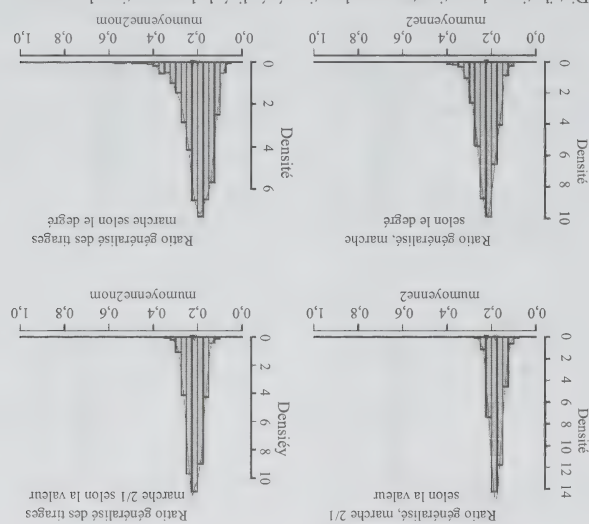 Ratio généralisé, marche 2/1
selon la valeur
Densité
14
12
10
8
6
4
2
0
0,0 0,2 0,4 0,6 0,8 1,0
mumoyenne2
Ratio généralisé des tirages
marche 2/1 selon la valeur
Densiéy
10
8
6
4
2
0
0,0 0,2 0,4 0,6 0,8 1,0
mumoyenne2nom
Ratio généralisé. marche
selon le degré
Densité
10
8
6
4
2
0
0,0 0,2 0,4 0,6 0,8 1,0
mumoyenne2
Ratio généralisé des tirages
marche selon le degré
Densité
6
4
2
0
0,0 0,2 0,4 0,6 0,8 1,0
mumoyenne2nom